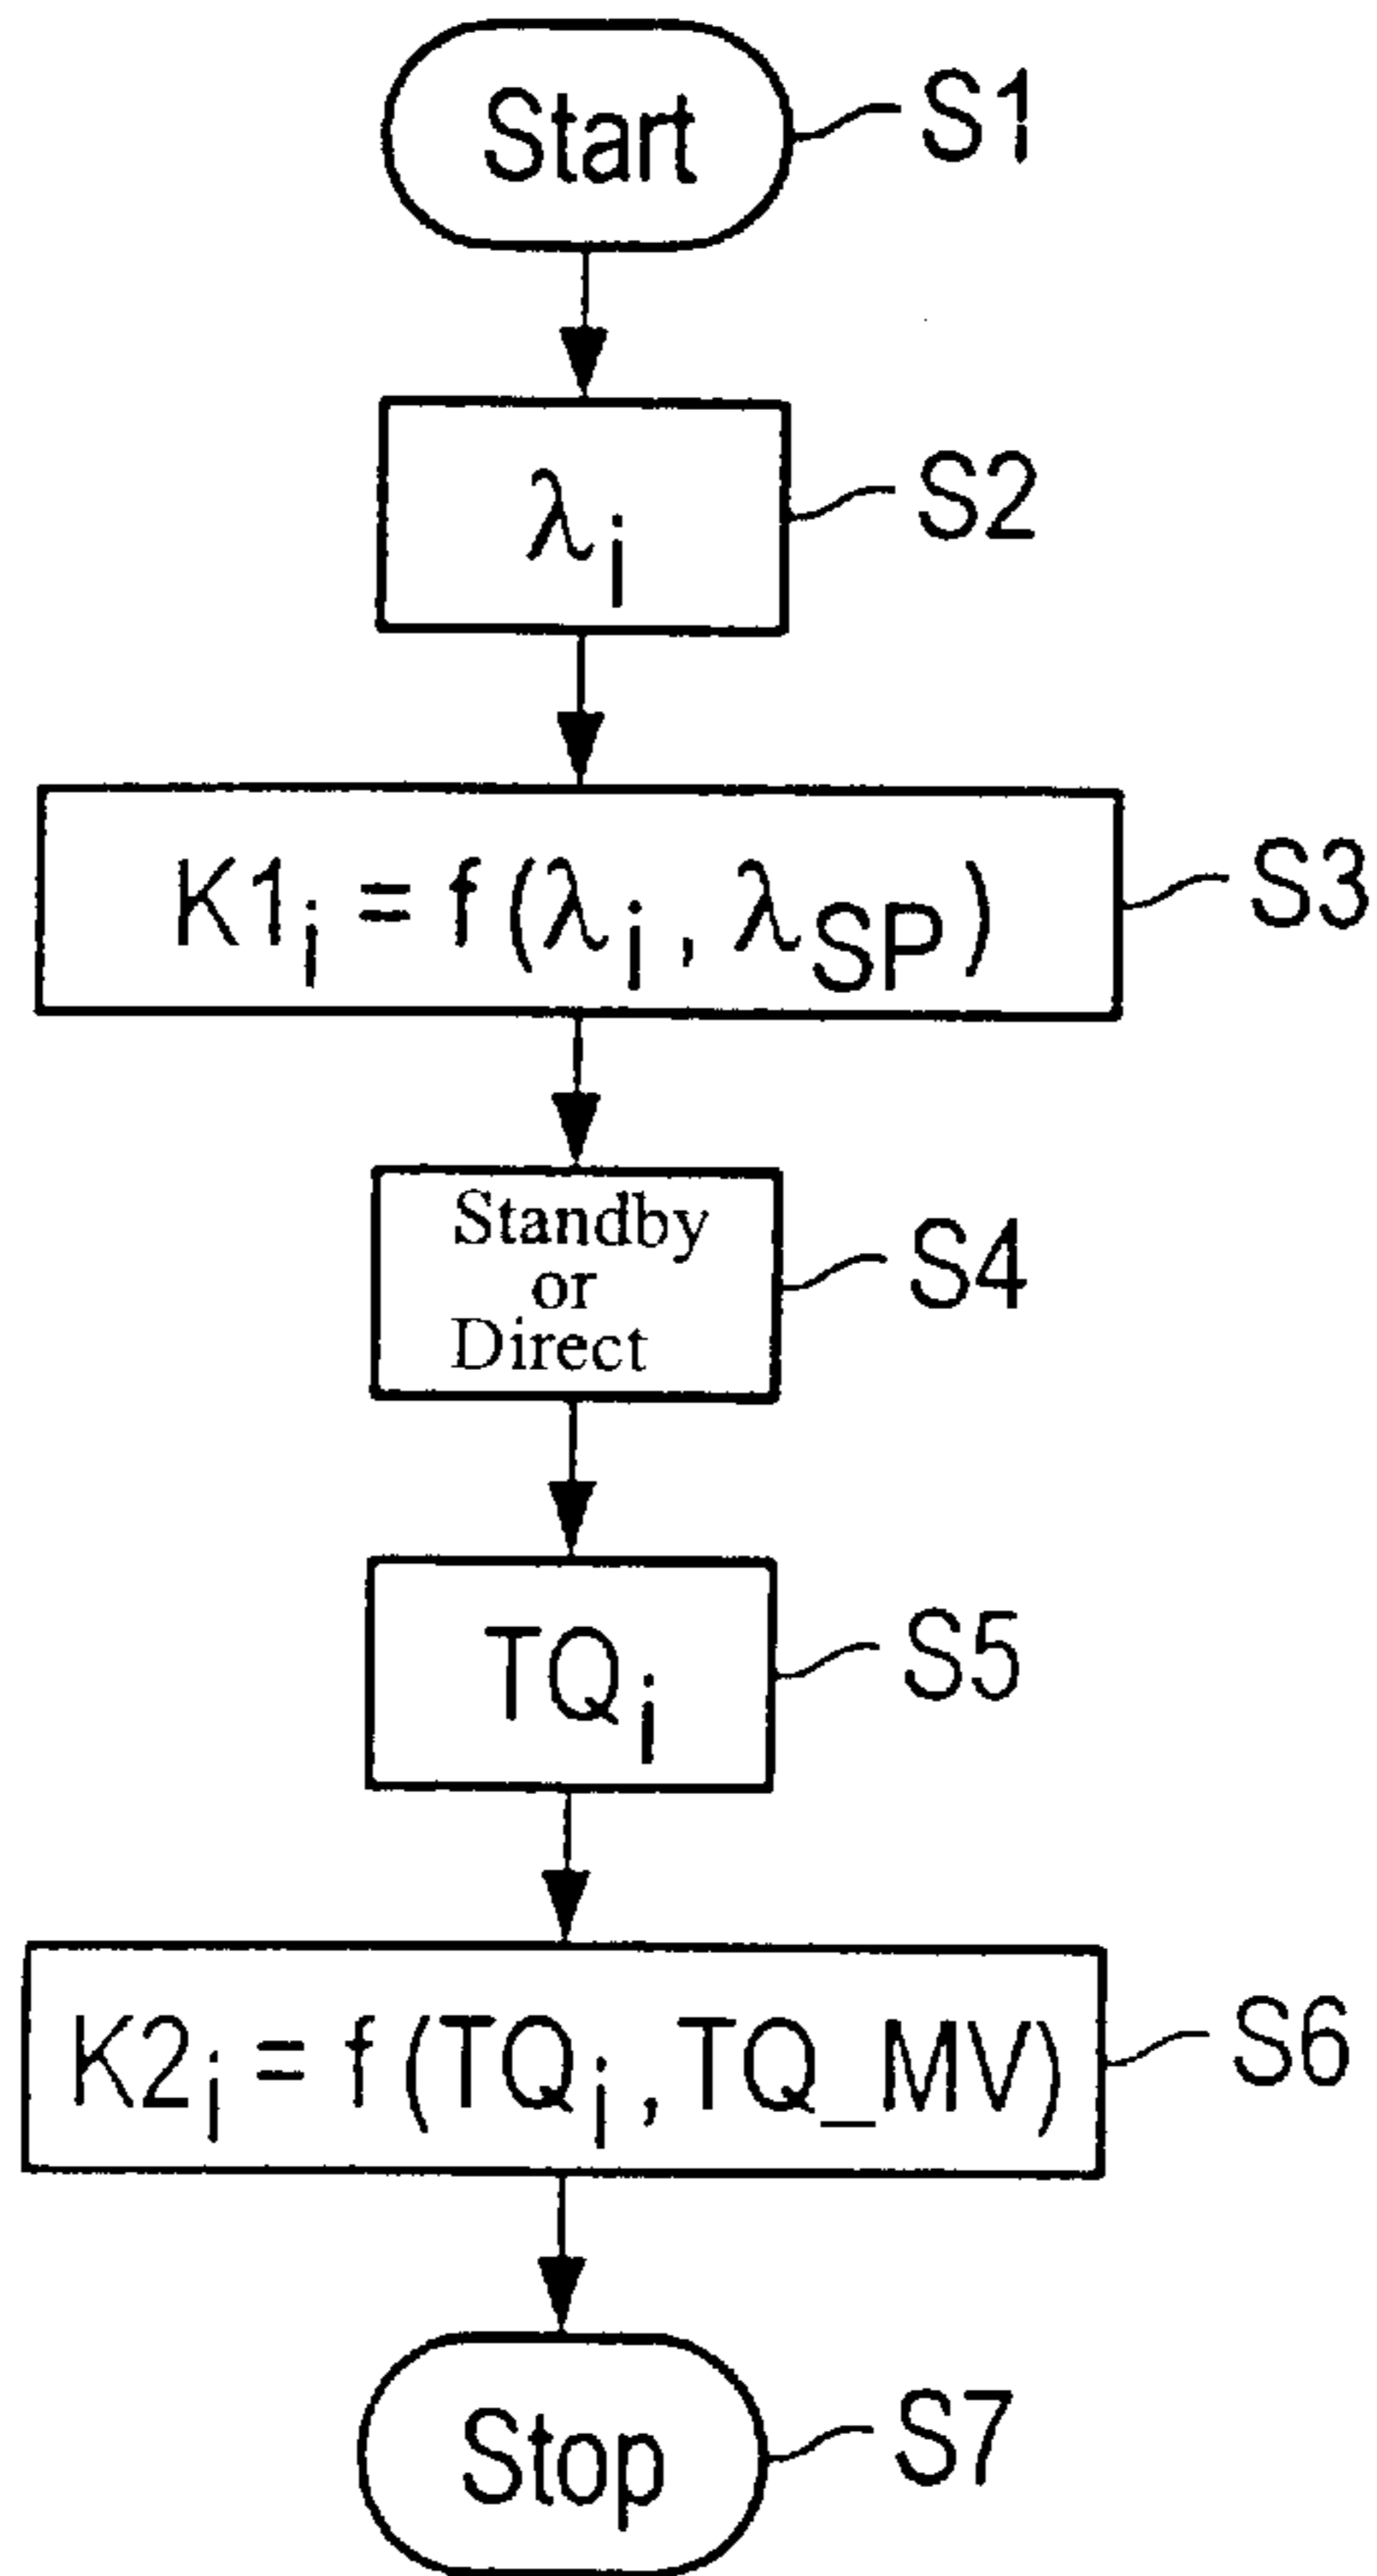 Start S1
λi S2
K1i = f(λi, λSP) S3
Standby
or
Direct
S4
TQi S5
K2i = f(TQi, TQ_MV) S6
Stop S7